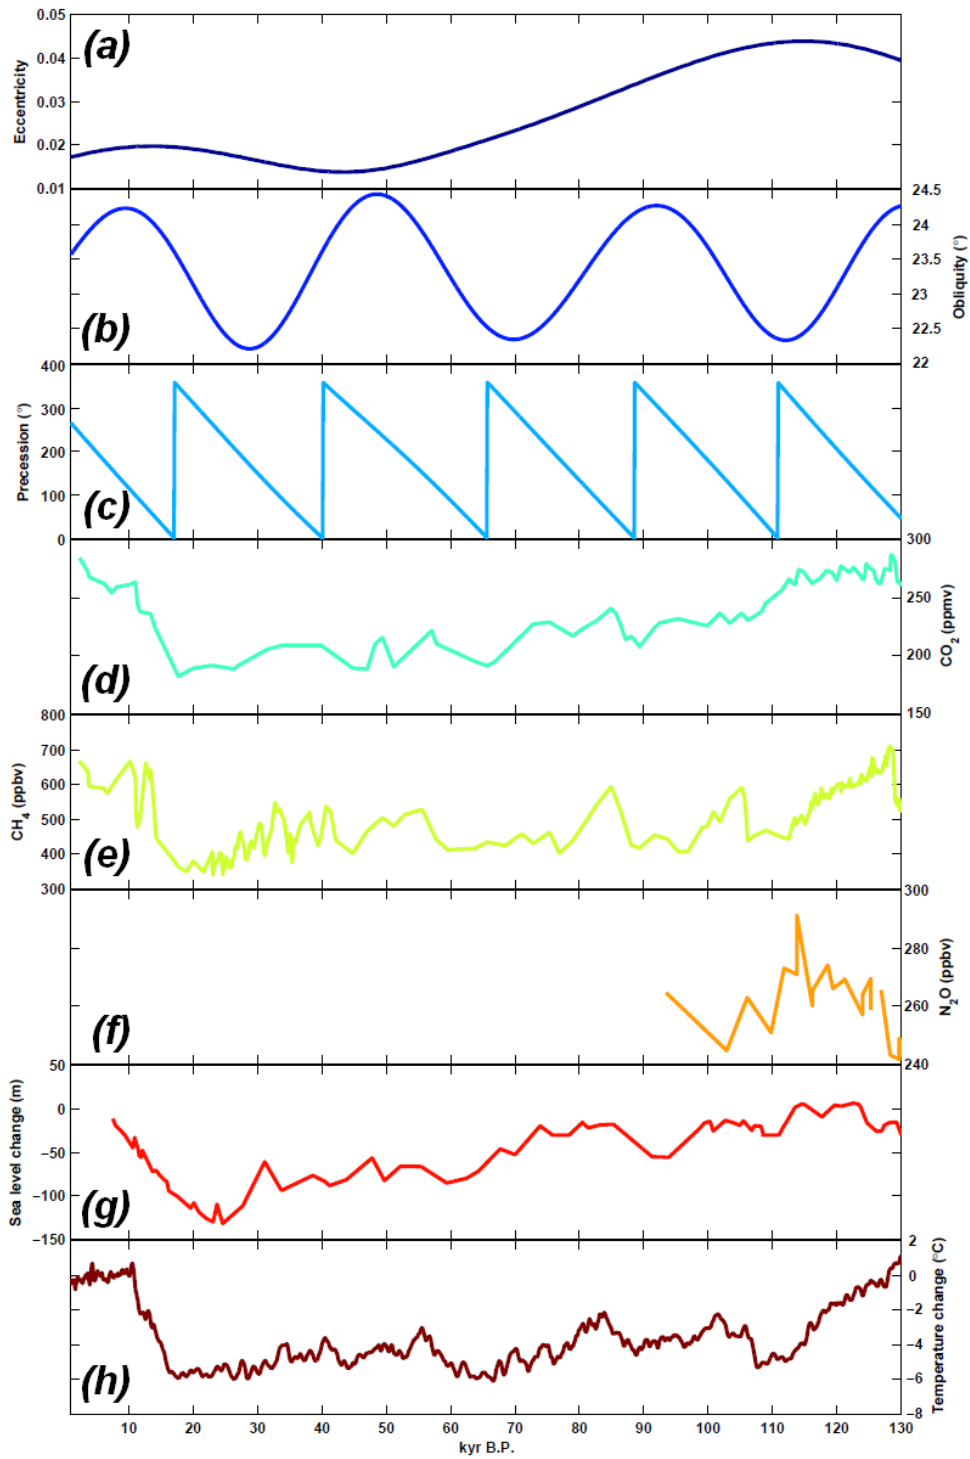 (a)
Eccentricity
0.05
0.04
0.03
0.02
0.01
(b)
Obliquity (°)
24.5
24
23.5
23
22.5
22
(c)
Precession (°)
400
300
200
100
0
(d)
CO2 (ppmv)
300
250
200
150
(e)
CH4 (ppbv)
800
700
600
500
400
300
(f)
N2O (ppbv)
300
280
260
240
(g)
Sea level change (m)
50
0
−50
−100
−150
(h)
Temperature change (°C)
2
0
−2
−4
−6
−8
10 20 30 40 50 60 70 80 90 100 110 120 130
kyr B.P.